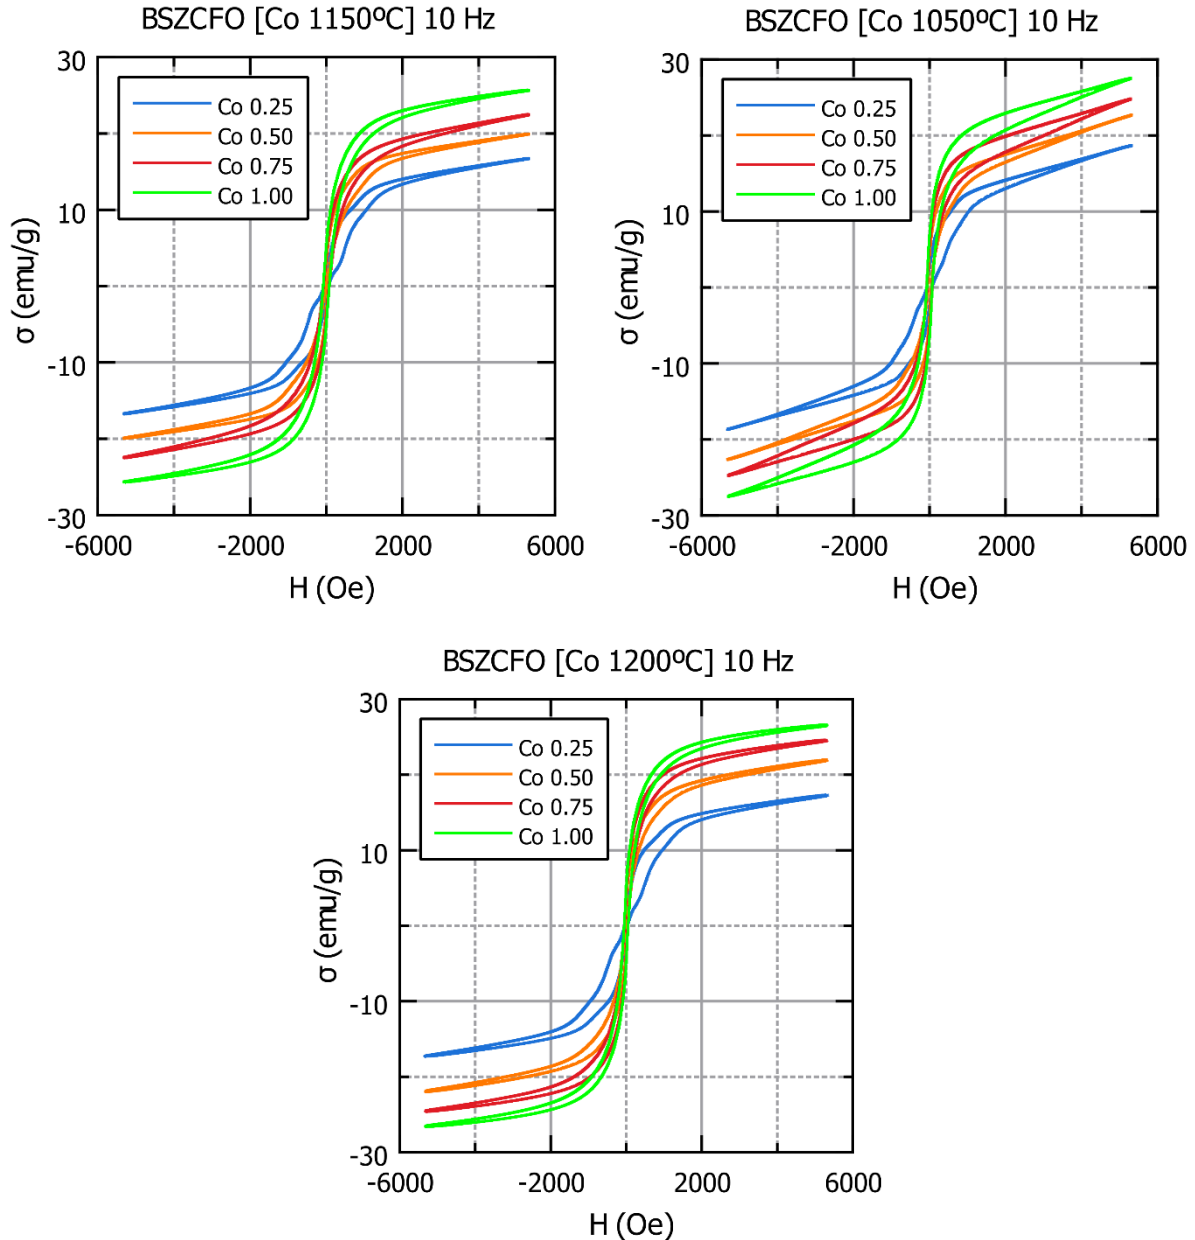 BSZCFO [Co 1150ºC] 10 Hz
30
10
-10
-30
σ (emu/g)
Co 0.25
Co 0.50
Co 0.75
Co 1.00
-6000 -2000 2000 6000
H (Oe)
BSZCFO [Co 1050ºC] 10 Hz
30
10
-10
-30
σ (emu/g)
Co 0.25
Co 0.50
Co 0.75
Co 1.00
-6000 -2000 2000 6000
H (Oe)
BSZCFO [Co 1200ºC] 10 Hz
30
10
-10
-30
σ (emu/g)
Co 0.25
Co 0.50
Co 0.75
Co 1.00
-6000 -2000 2000 6000
H (Oe)